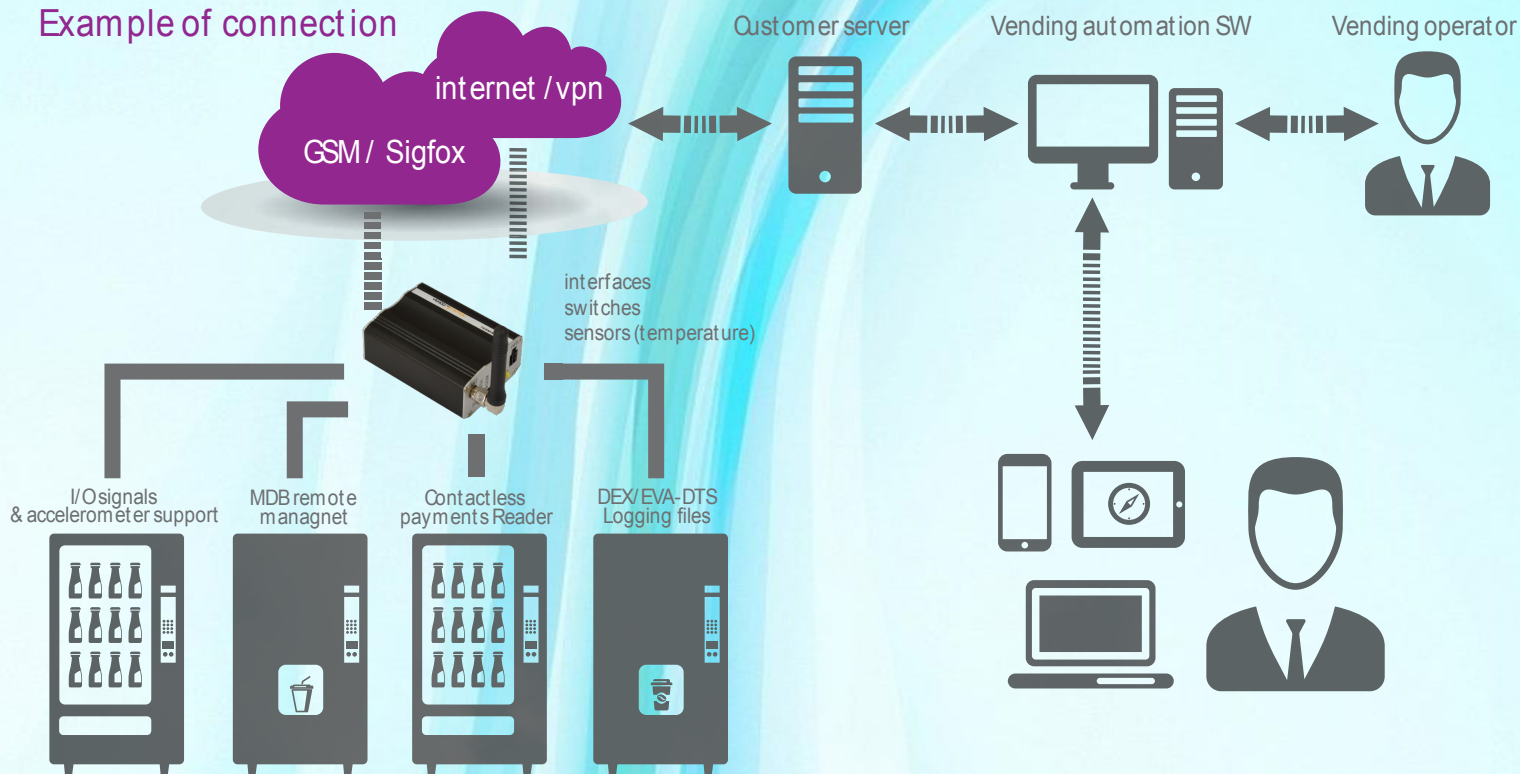 Example of connection
Customer server
Vending automation SW
Vending operator
internet / vpn
GSM / Sigfox
interfaces
switches
sensors (temperature)
I/O signals
& accelerometer support
MDB remote
managnet
Contactless
payments Reader
DEX/EVA-DTS
Logging files